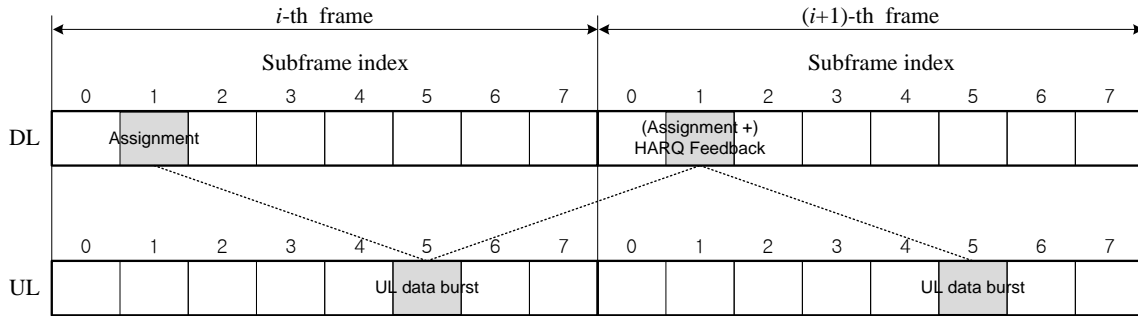 i-th frame (i+1)-th frame
Subframe index Subframe index
0 1 2 3 4 5 6 7 0 1 2 3 4 5 6 7
DL Assignment (Assignment +)
HARQ Feedback
0 1 2 3 4 5 6 7 0 1 2 3 4 5 6 7
UL UL data burst UL data burst